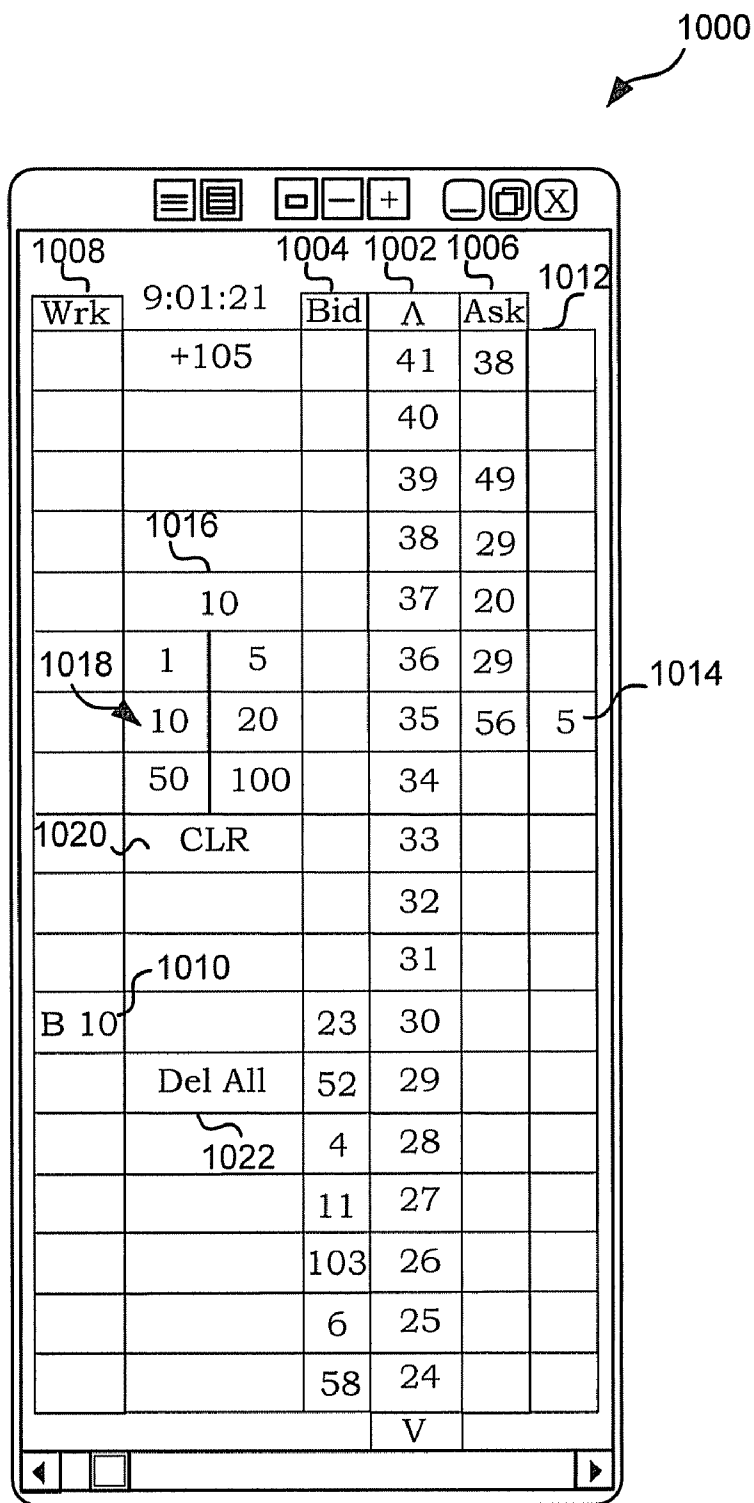 1000
X
1008 1004 1002 1006
1012
Wrk 9:01:21 Bid Λ Ask
+105 41 38
40
39 49
1016
38 29
10 37 20
1 5 36 29
1018
1014
10 20 35 56 5
50 100 34
1020 CLR 33
32
31
1010
B 10 23 30
Del All 52 29
1022
4 28
11 27
103 26
6 25
58 24
V